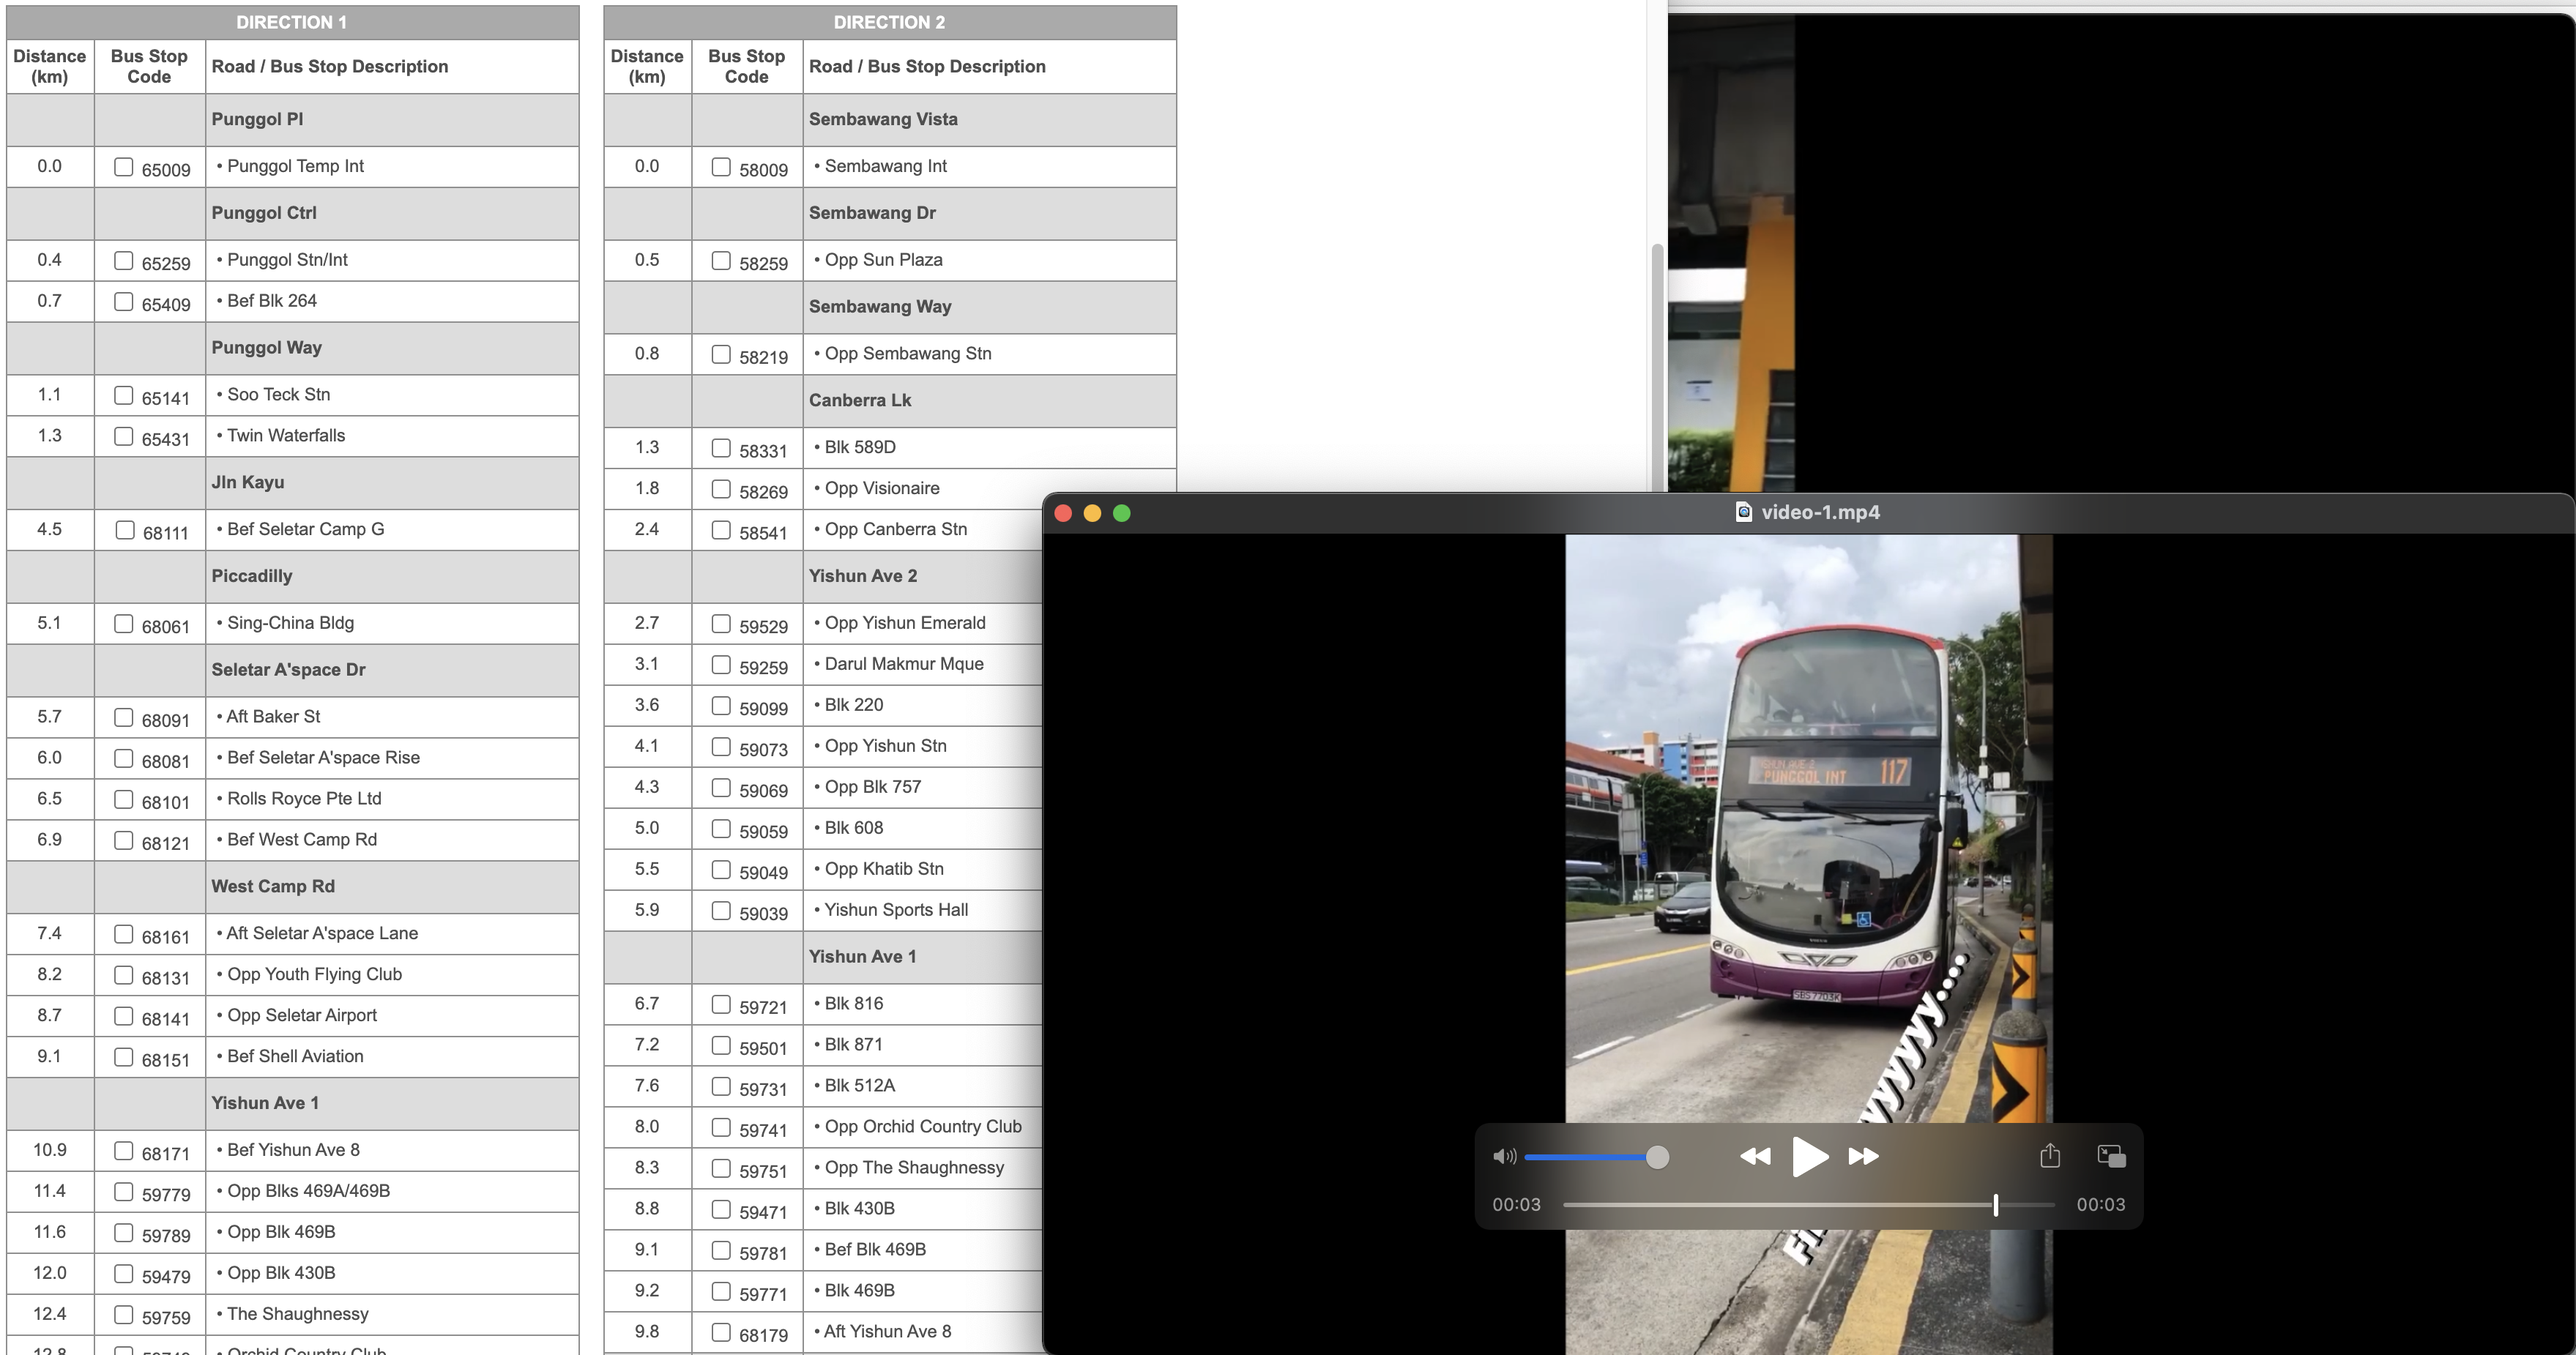 DIRECTION 1
Distance (km) Bus Stop Code Road / Bus Stop Description
Punggol Pl
0.0 65009 • Punggol Temp Int
Punggol Ctrl
0.4 65259 • Punggol Stn/Int
0.7 65409 • Bef Blk 264
Punggol Way
1.1 65141 • Soo Teck Stn
1.3 65431 • Twin Waterfalls
Jln Kayu
4.5 68111 • Bef Seletar Camp G
Piccadilly
5.1 68061 • Sing-China Bldg
Seletar A'space Dr
5.7 68091 • Aft Baker St
6.0 68081 • Bef Seletar A'space Rise
6.5 68101 • Rolls Royce Pte Ltd
6.9 68121 • Bef West Camp Rd
West Camp Rd
7.4 68161 • Aft Seletar A'space Lane
8.2 68131 • Opp Youth Flying Club
8.7 68141 • Opp Seletar Airport
9.1 68151 • Bef Shell Aviation
Yishun Ave 1
10.9 68171 • Bef Yishun Ave 8
11.4 59779 • Opp Blks 469A/469B
11.6 59789 • Opp Blk 469B
12.0 59479 • Opp Blk 430B
12.4 59759 • The Shaughnessy
12.8 • Orchid Country Club
DIRECTION 2
Distance (km) Bus Stop Code Road / Bus Stop Description
Sembawang Vista
0.0 58009 • Sembawang Int
Sembawang Dr
0.5 58259 • Opp Sun Plaza
Sembawang Way
0.8 58219 • Opp Sembawang Stn
Canberra Lk
1.3 58331 • Blk 589D
1.8 58269 • Opp Visionaire
2.4 58541 • Opp Canberra Stn
Yishun Ave 2
2.7 59529 • Opp Yishun Emerald
3.1 59259 • Darul Makmur Mque
3.6 59099 • Blk 220
4.1 59073 • Opp Yishun Stn
4.3 59069 • Opp Blk 757
5.0 59059 • Blk 608
5.5 59049 • Opp Khatib Stn
5.9 59039 • Yishun Sports Hall
Yishun Ave 1
6.7 59721 • Blk 816
7.2 59501 • Blk 871
7.6 59731 • Blk 512A
8.0 59741 • Opp Orchid Country Club
8.3 59751 • Opp The Shaughnessy
8.8 59471 • Blk 430B
9.1 59781 • Bef Blk 469B
9.2 59771 • Blk 469B
9.8 68179 • Aft Yishun Ave 8
video-1.mp4
YISHUN AVE 2
PUNGGOL INT 117
SBS7703K
00:03 00:03